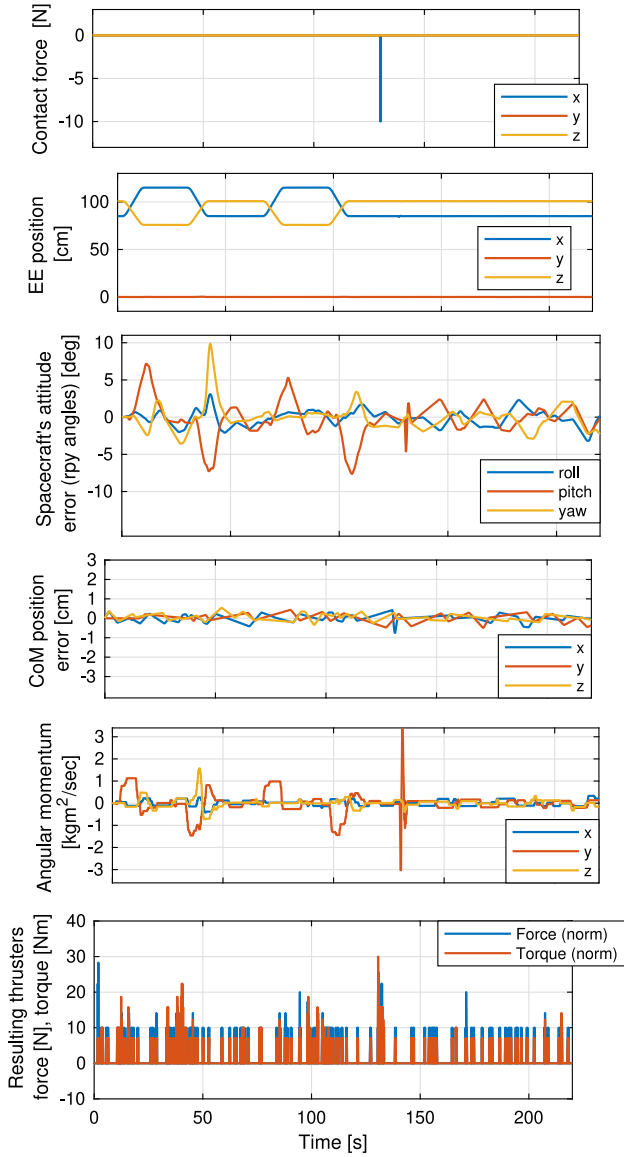 Contact force [N]
0
-5
-10
x
y
z
EE position
[cm]
100
50
0
x
y
z
Spacecraft's attitude
error (rpy angles) [deg]
10
5
0
-5
-10
roll
pitch
yaw
CoM position
error [cm]
3
2
1
0
-1
-2
-3
x
y
z
Angular momentum
[kgm²/sec]
3
2
1
0
-1
-2
-3
x
y
z
Resulting thrusters
force [N], torque [Nm]
40
30
20
10
0
-10
Force (norm)
Torque (norm)
0 50 100 150 200
Time [s]